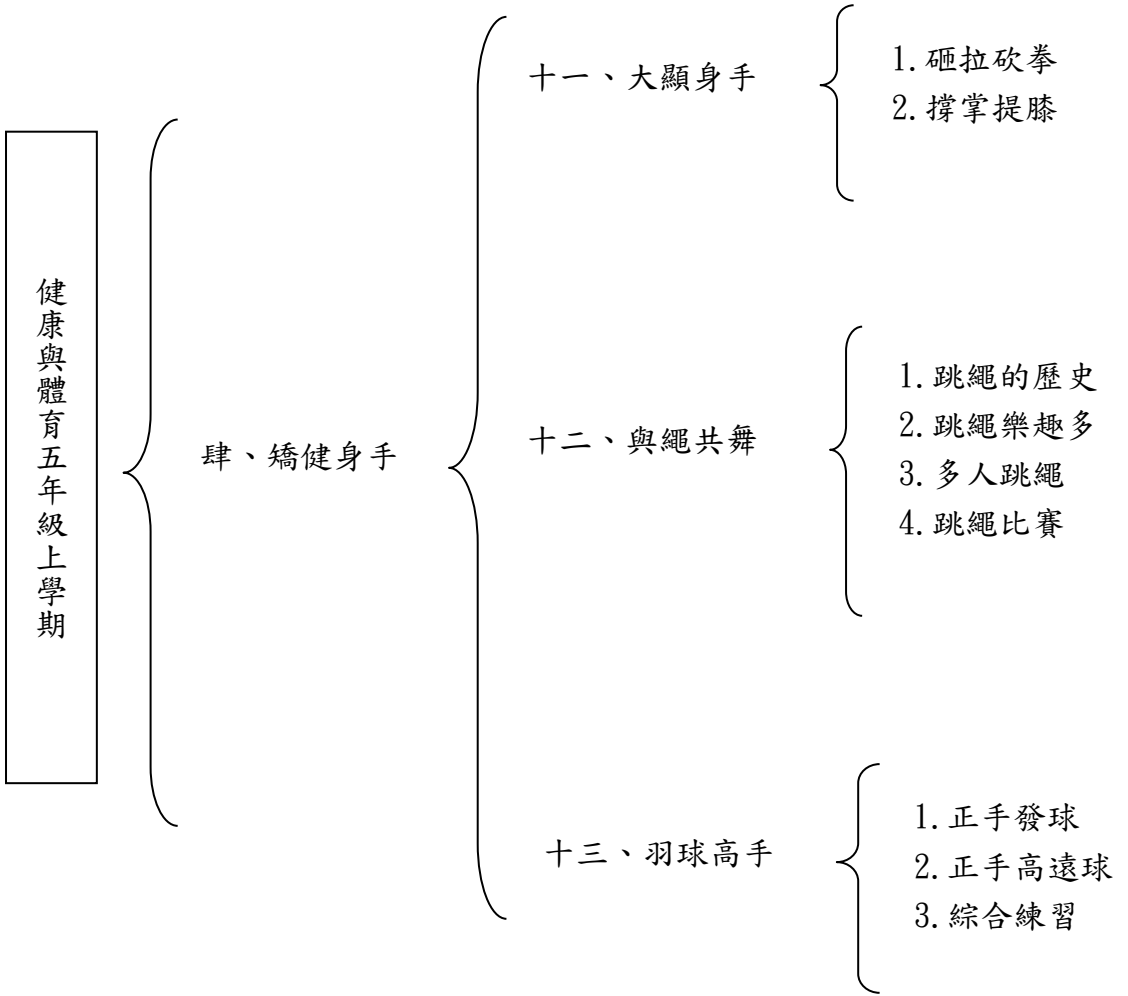 健康與體育五年級上學期
肆、矯健身手
十一、大顯身手
1.砸拉砍拳
2.撐掌提膝
十二、與繩共舞
1.跳繩的歷史
2.跳繩樂趣多
3.多人跳繩
4.跳繩比賽
十三、羽球高手
1.正手發球
2.正手高遠球
3.綜合練習